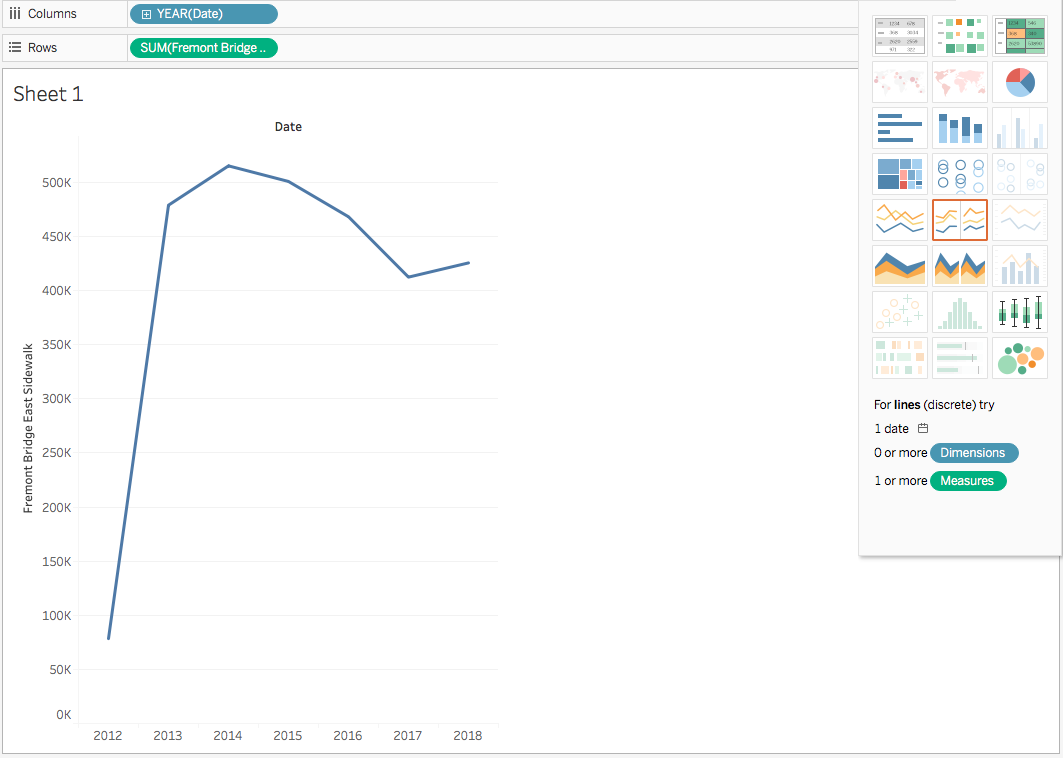 Columns
YEAR(Date)
Rows
SUM(Fremont Bridge..
Sheet 1
Date
Fremont Bridge East Sidewalk
500K
450K
400K
350K
300K
250K
200K
150K
100K
50K
0K
2012 2013 2014 2015 2016 2017 2018
For lines (discrete) try
1 date
0 or more Dimensions
1 or more Measures